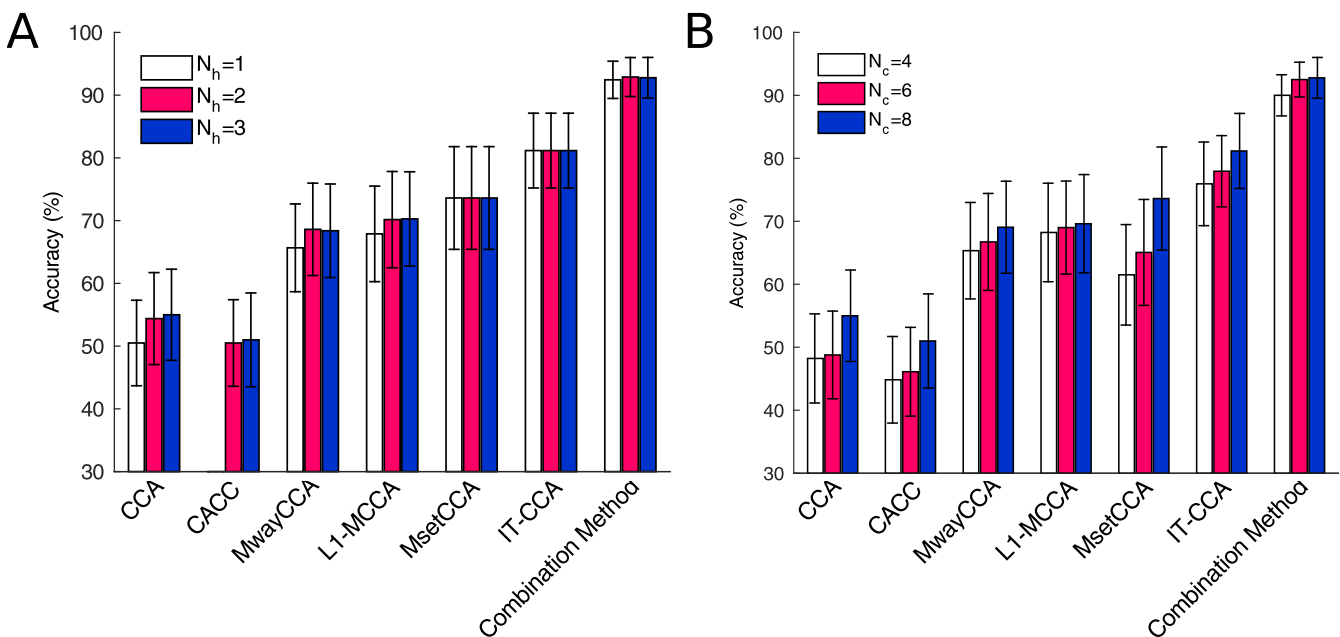 A
Accuracy (%)
100
90
80
70
60
50
40
30
N_h=1
N_h=2
N_h=3
CCA
CACC
MwayCCA
L1-MCCA
MsetCCA
IT-CCA
Combination Method
B
Accuracy (%)
100
90
80
70
60
50
40
30
N_c=4
N_c=6
N_c=8
CCA
CACC
MwayCCA
L1-MCCA
MsetCCA
IT-CCA
Combination Method